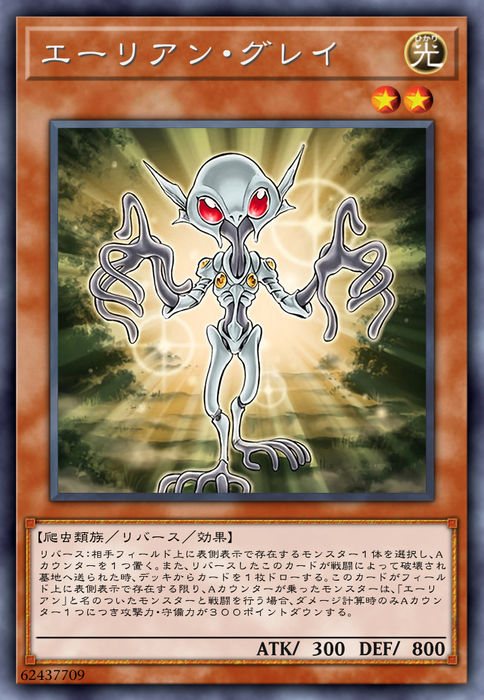 エーリアン・グレイ
ひかり
光
【爬虫類族／リバース／効果】
リバース：相手フィールド上に表側表示で存在するモンスター１体を選択し、A
カウンターを１つ置く。また、リバースしたこのカードが戦闘によって破壊され
墓地へ送られた時、デッキからカードを１枚ドローする。このカードがフィール
ド上に表側表示で存在する限り、Aカウンターが乗ったモンスターは、「エーリ
アン」と名のついたモンスターと戦闘を行う場合、ダメージ計算時のみAカウン
ター１つにつき攻撃力・守備力が３００ポイントダウンする。
ATK/ 300 DEF/ 800
62437709